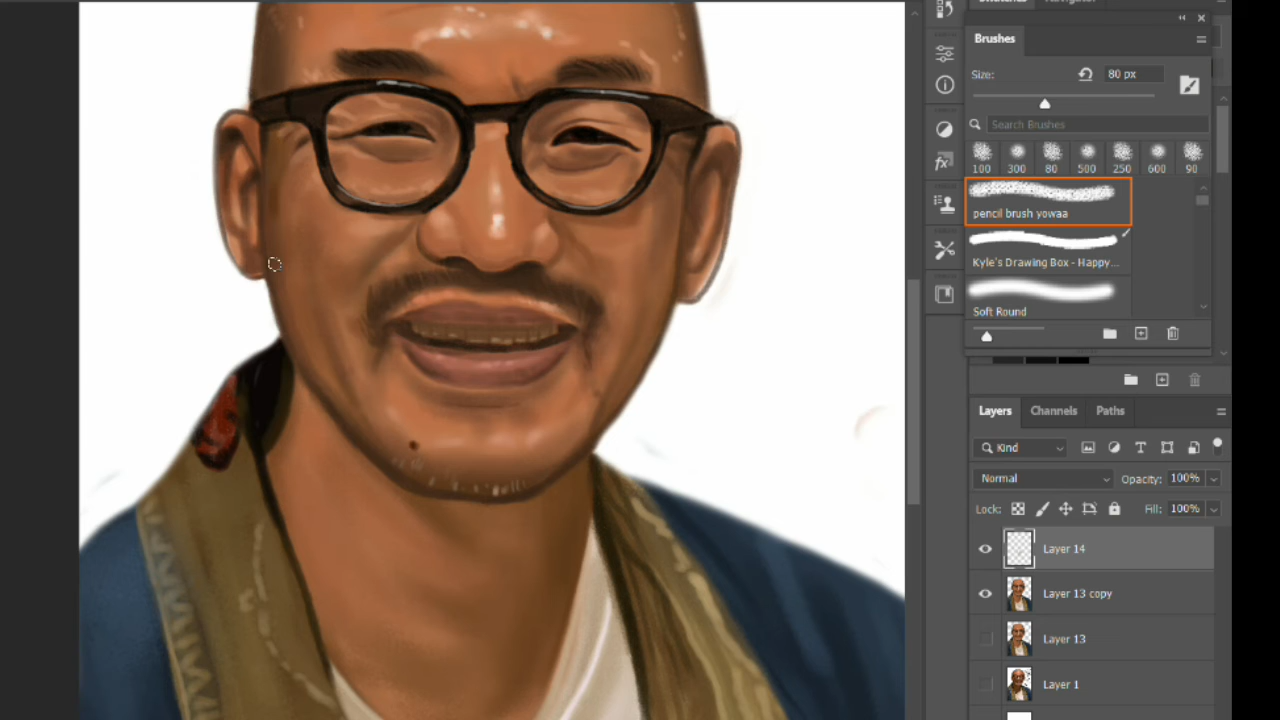 Brushes
Size:
80 px
Search Brushes
100 300 80 500 250 600 90
pencil brush yowaa
Kyle's Drawing Box - Happy...
Soft Round
Layers Channels Paths
Kind
Normal
Opacity: 100%
Lock:
Fill: 100%
Layer 14
Layer 13 copy
Layer 13
Layer 1